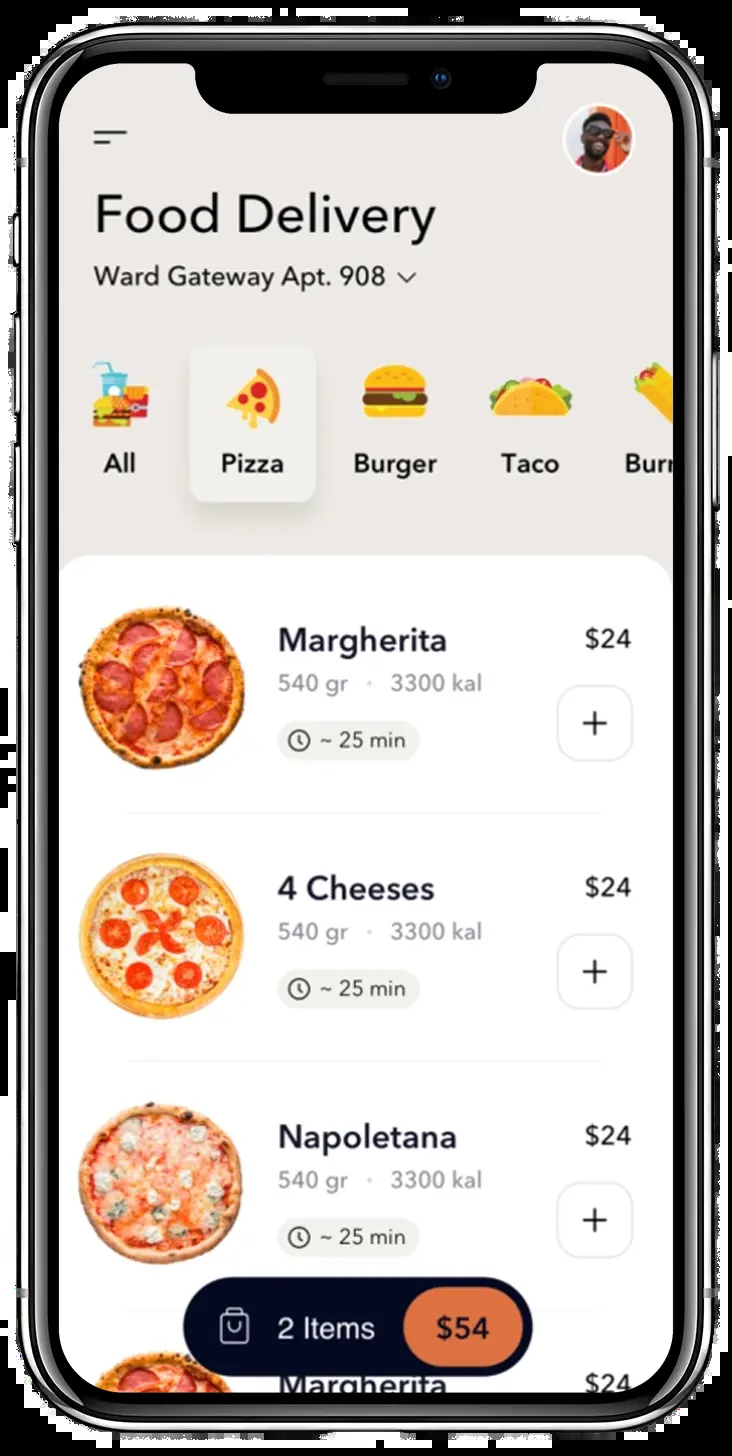 Food Delivery
Ward Gateway Apt. 908
All
Pizza
Burger
Taco
Burr
Margherita
$24
540 gr · 3300 kal
~ 25 min
+
4 Cheeses
$24
540 gr · 3300 kal
~ 25 min
+
Napoletana
$24
540 gr · 3300 kal
~ 25 min
+
2 Items
$54
Margherita
$24